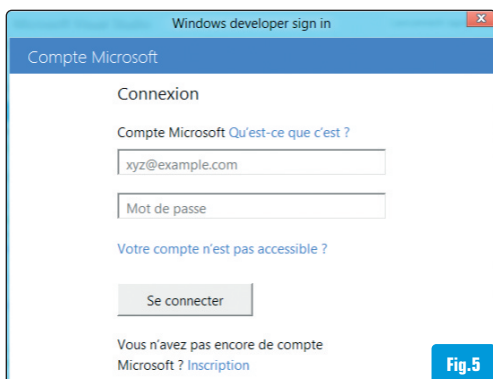 Windows developer sign in
x
Compte Microsoft
Connexion
Compte Microsoft Qu'est-ce que c'est ?
xyz@example.com
Mot de passe
Votre compte n'est pas accessible ?
Se connecter
Vous n'avez pas encore de compte
Microsoft ? Inscription
Fig.5